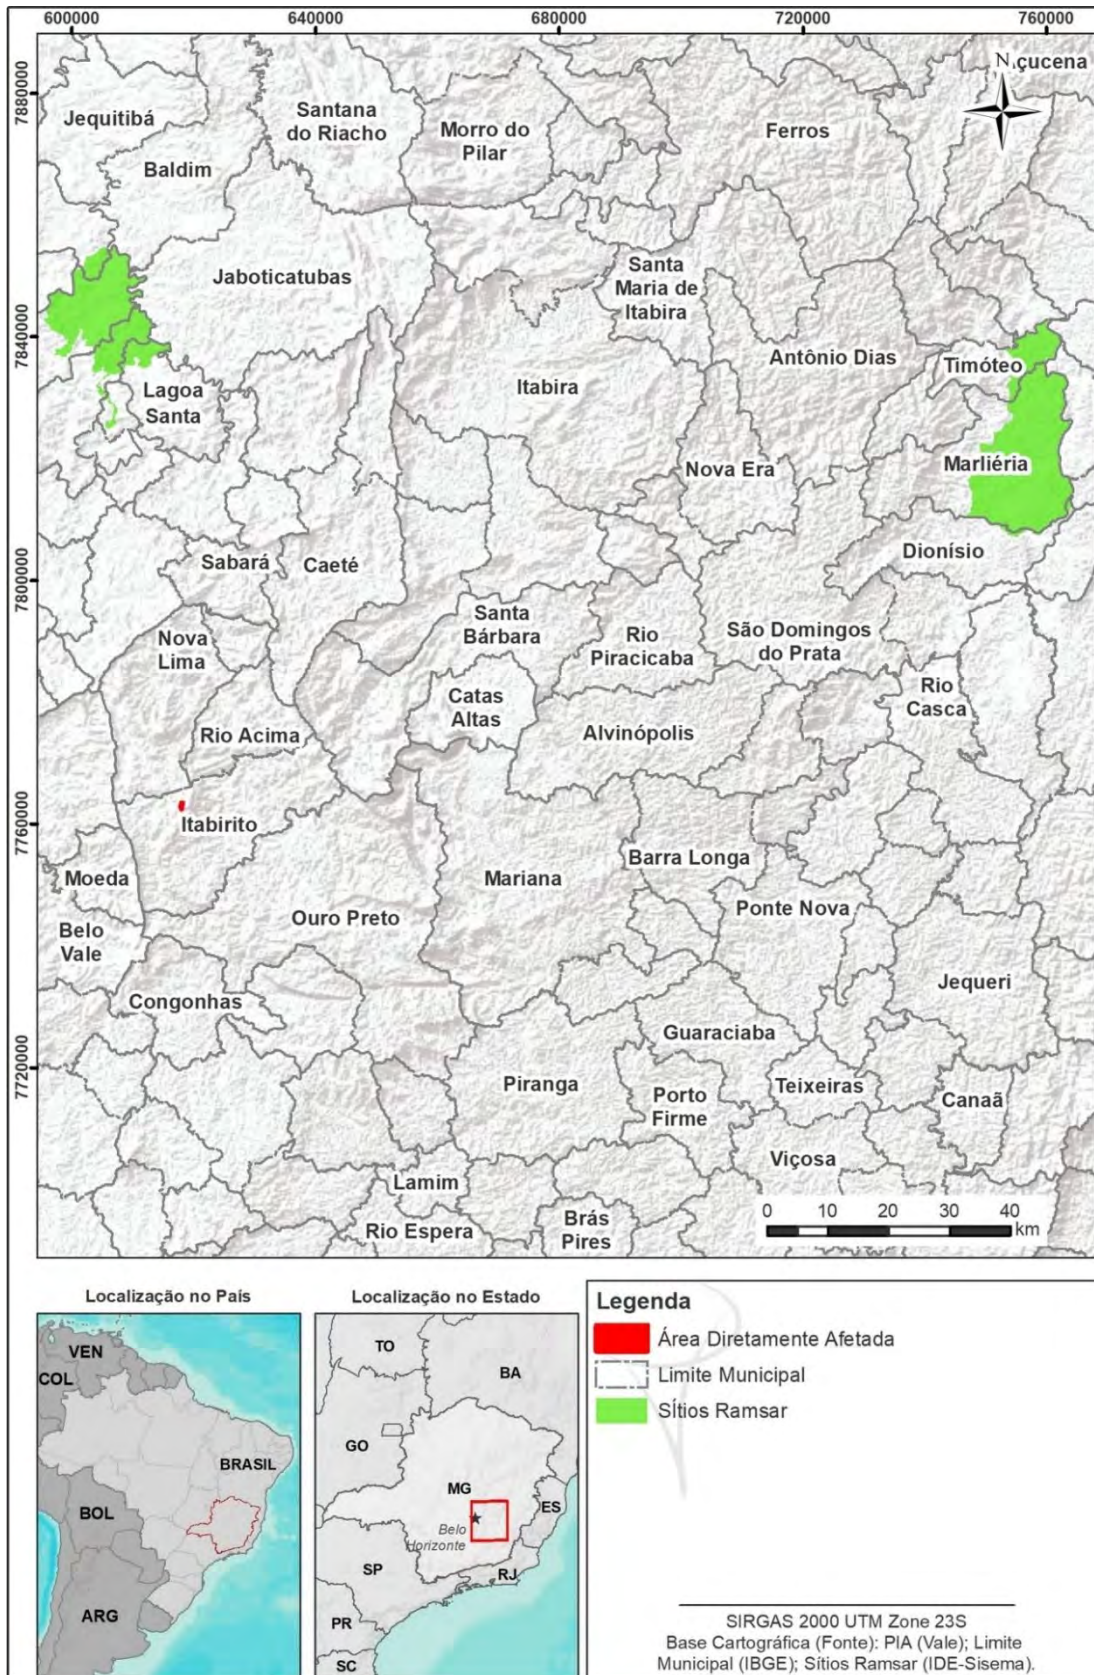 600000
640000
680000
720000
760000
7880000
7840000
7800000
7760000
7720000
N
çucena
Jequitibá
Santana
do Riacho
Morro do
Pilar
Ferros
Baldim
Jaboticatubas
Santa
Maria de
Itabira
Antônio Dias
Timóteo
Itabira
Lagoa
Santa
Nova Era
Marliéria
Dionísio
Sabará
Caeté
Santa
Bárbara
Nova
Lima
Rio
Piracicaba
São Domingos
do Prata
Rio
Casca
Catas
Altas
Rio Acima
Alvinópolis
Itabirito
Barra Longa
Moeda
Mariana
Ouro Preto
Ponte Nova
Belo
Vale
Congonhas
Jequeri
Guaraciaba
Piranga
Porto
Firme
Teixeiras
Canaã
Viçosa
Lamim
Rio Espera
Brás
Pires
0 10 20 30 40
km
Localização no País
VEN
COL
BRASIL
BOL
ARG
Localização no Estado
TO
BA
GO
MG
ES
Belo
Horizonte
SP
RJ
PR
SC
Legenda
Área Diretamente Afetada
Limite Municipal
Sítios Ramsar
SIRGAS 2000 UTM Zone 23S
Base Cartográfica (Fonte): PIA (Vale); Limite
Municipal (IBGE); Sítios Ramsar (IDE-Sisema).